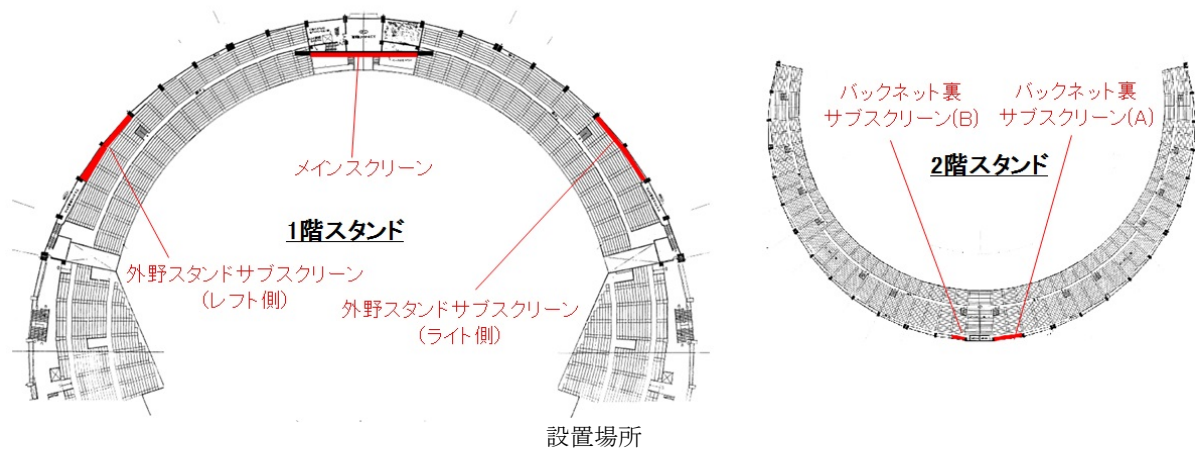 メインスクリーン
1階スタンド
外野スタンドサブスクリーン
(レフト側)
外野スタンドサブスクリーン
(ライト側)
バックネット裏
サブスクリーン(B)
バックネット裏
サブスクリーン(A)
2階スタンド
設置場所